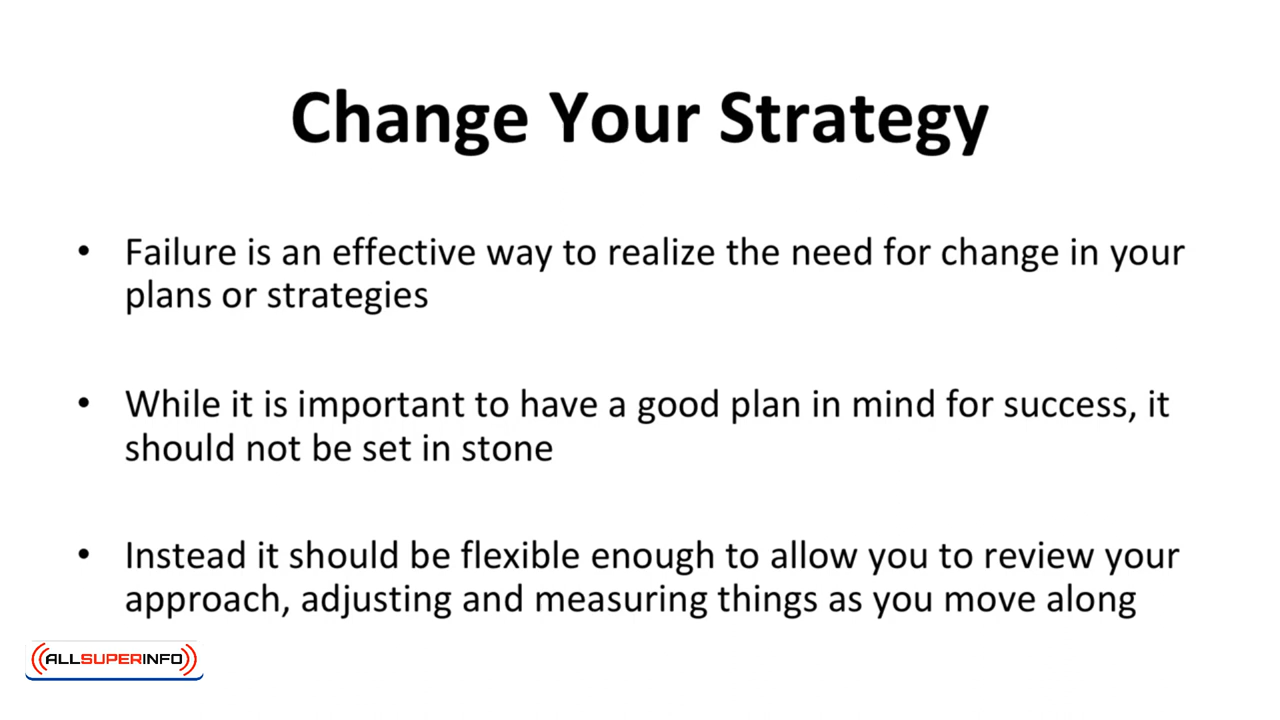 Change Your Strategy
• Failure is an effective way to realize the need for change in your
plans or strategies
• While it is important to have a good plan in mind for success, it
should not be set in stone
• Instead it should be flexible enough to allow you to review your
approach, adjusting and measuring things as you move along
ALLSUPERINFO